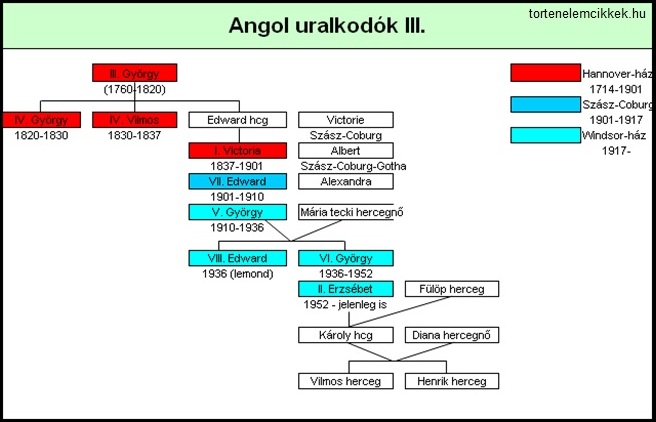 tortenelemcikkek.hu
Angol uralkodók III.
III. György
(1760-1820)
Hannover-ház
1714-1901
Szász-Coburg
1901-1917
Windsor-ház
1917-
IV. György
1820-1830
IV. Vilmos
1830-1837
Edward hcg
Victorie
Szász-Coburg
I. Victoria
1837-1901
Albert
Szász-Coburg-Gotha
VII. Edward
1901-1910
Alexandra
V. György
1910-1936
Mária tecki hercegnő
VIII. Edward
1936 (lemond)
VI. György
1936-1952
II. Erzsébet
1952 - jelenleg is
Fülöp herceg
Károly hcg
Diana hercegnő
Vilmos herceg
Henrik herceg